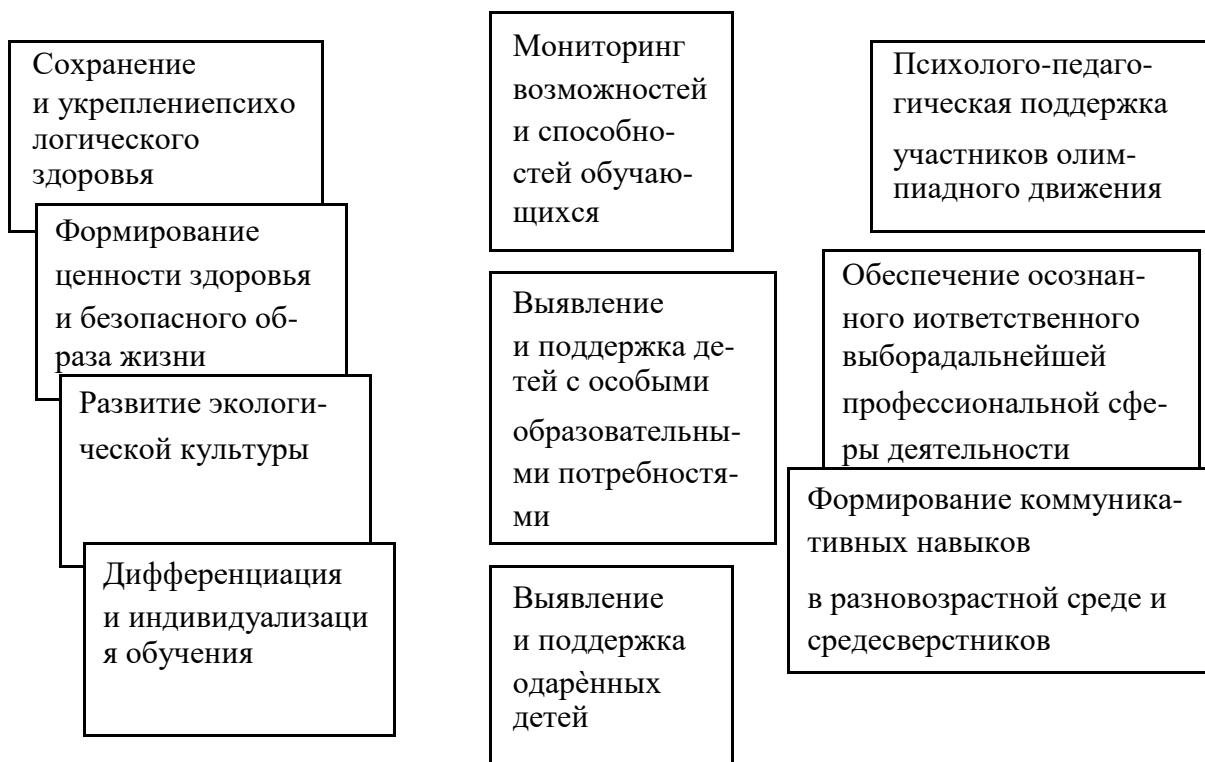 Сохранение
и укреплениепсихо
логического
здоровья
Формирование
ценности здоровья
и безопасного об-
раза жизни
Развитие экологи-
ческой культуры
Дифференциация
и индивидуализаци
я обучения
Мониторинг
возможностей
и способно-
стей обучаю-
щихся
Выявление
и поддержка де-
тей с особыми
образовательны-
ми потребностя-
ми
Выявление
и поддержка
одарѐнных
детей
Психолого-педаго-
гическая поддержка
участников олим-
пиадного движения
Обеспечение осознан-
ного иответственного
выборадальнейшей
профессиональной сфе-
ры деятельности
Формирование коммуника-
тивных навыков
в разновозрастной среде и
средесверстников